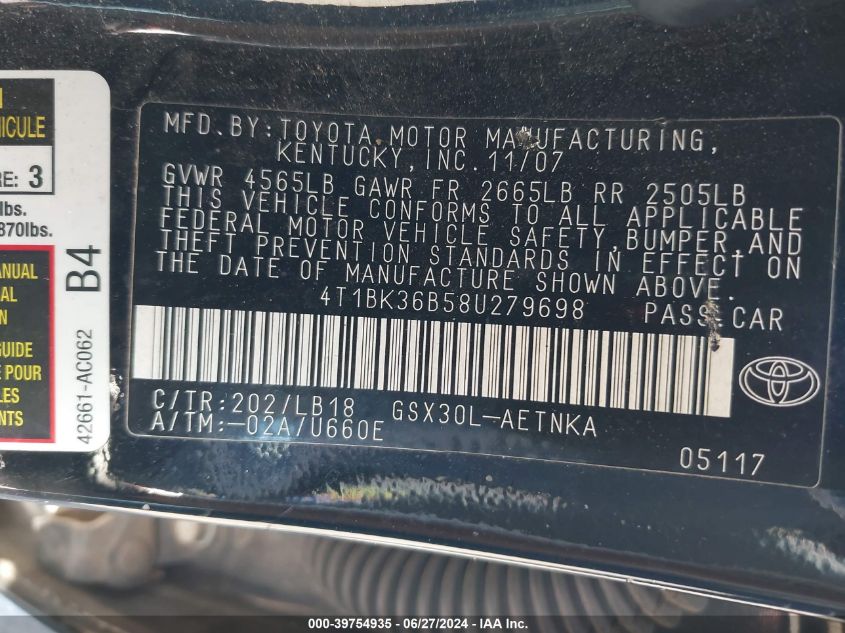 ICULE
RE: 3
lbs.
870lbs.
ANUAL
AL
N
GUIDE
E POUR
LES
ENTS
42661-AC062 B4
MFD.BY:TOYOTA MOTOR MANUFACTURING,
KENTUCKY, INC. 11/07
GVWR 4565LB GAWR FR 2665LB RR 2505LB
THIS VEHICLE CONFORMS TO ALL APPLICABLE
FEDERAL MOTOR VEHICLE SAFETY,BUMPER,AND
THEFT PREVENTION STANDARDS IN EFFECT ON
THE DATE OF MANUFACTURE SHOWN ABOVE.
4T1BK36B58U279698 PASS.CAR
C/TR:202/LB18 GSX30L-AETNKA
A/TM:-02A/U660E
05117
000-39754935 - 06/27/2024 - IAA Inc.